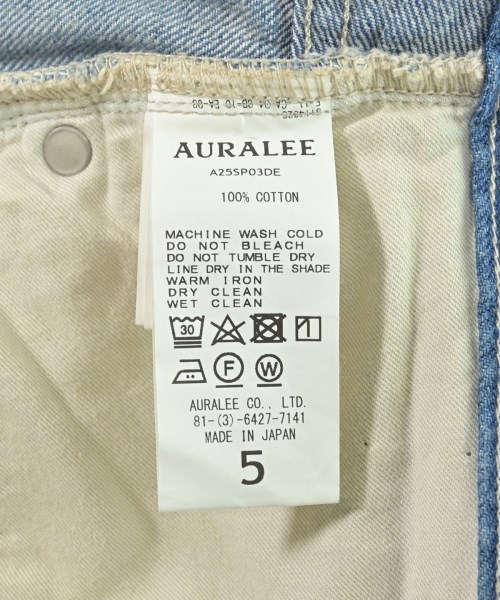 AURALEE
A25SP03DE
100% COTTON
MACHINE WASH COLD
DO NOT BLEACH
DO NOT TUMBLE DRY
LINE DRY IN THE SHADE
WARM IRON
DRY CLEAN
WET CLEAN
30
F W
AURALEE CO., LTD.
81-(3)-6427-7141
MADE IN JAPAN
5